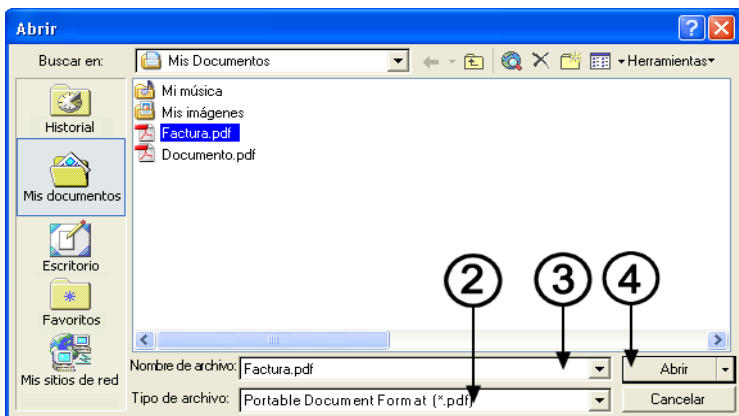 Abrir
Buscar en: Mis Documentos Herramientas
Mi música
Mis imágenes
Factura.pdf
Documento.pdf
Historial
Mis documentos
Escritorio
Favoritos
Mis sitios de red
2 3 4
Nombre de archivo: Factura.pdf Abrir
Tipo de archivo: Portable Document Format (*.pdf) Cancelar